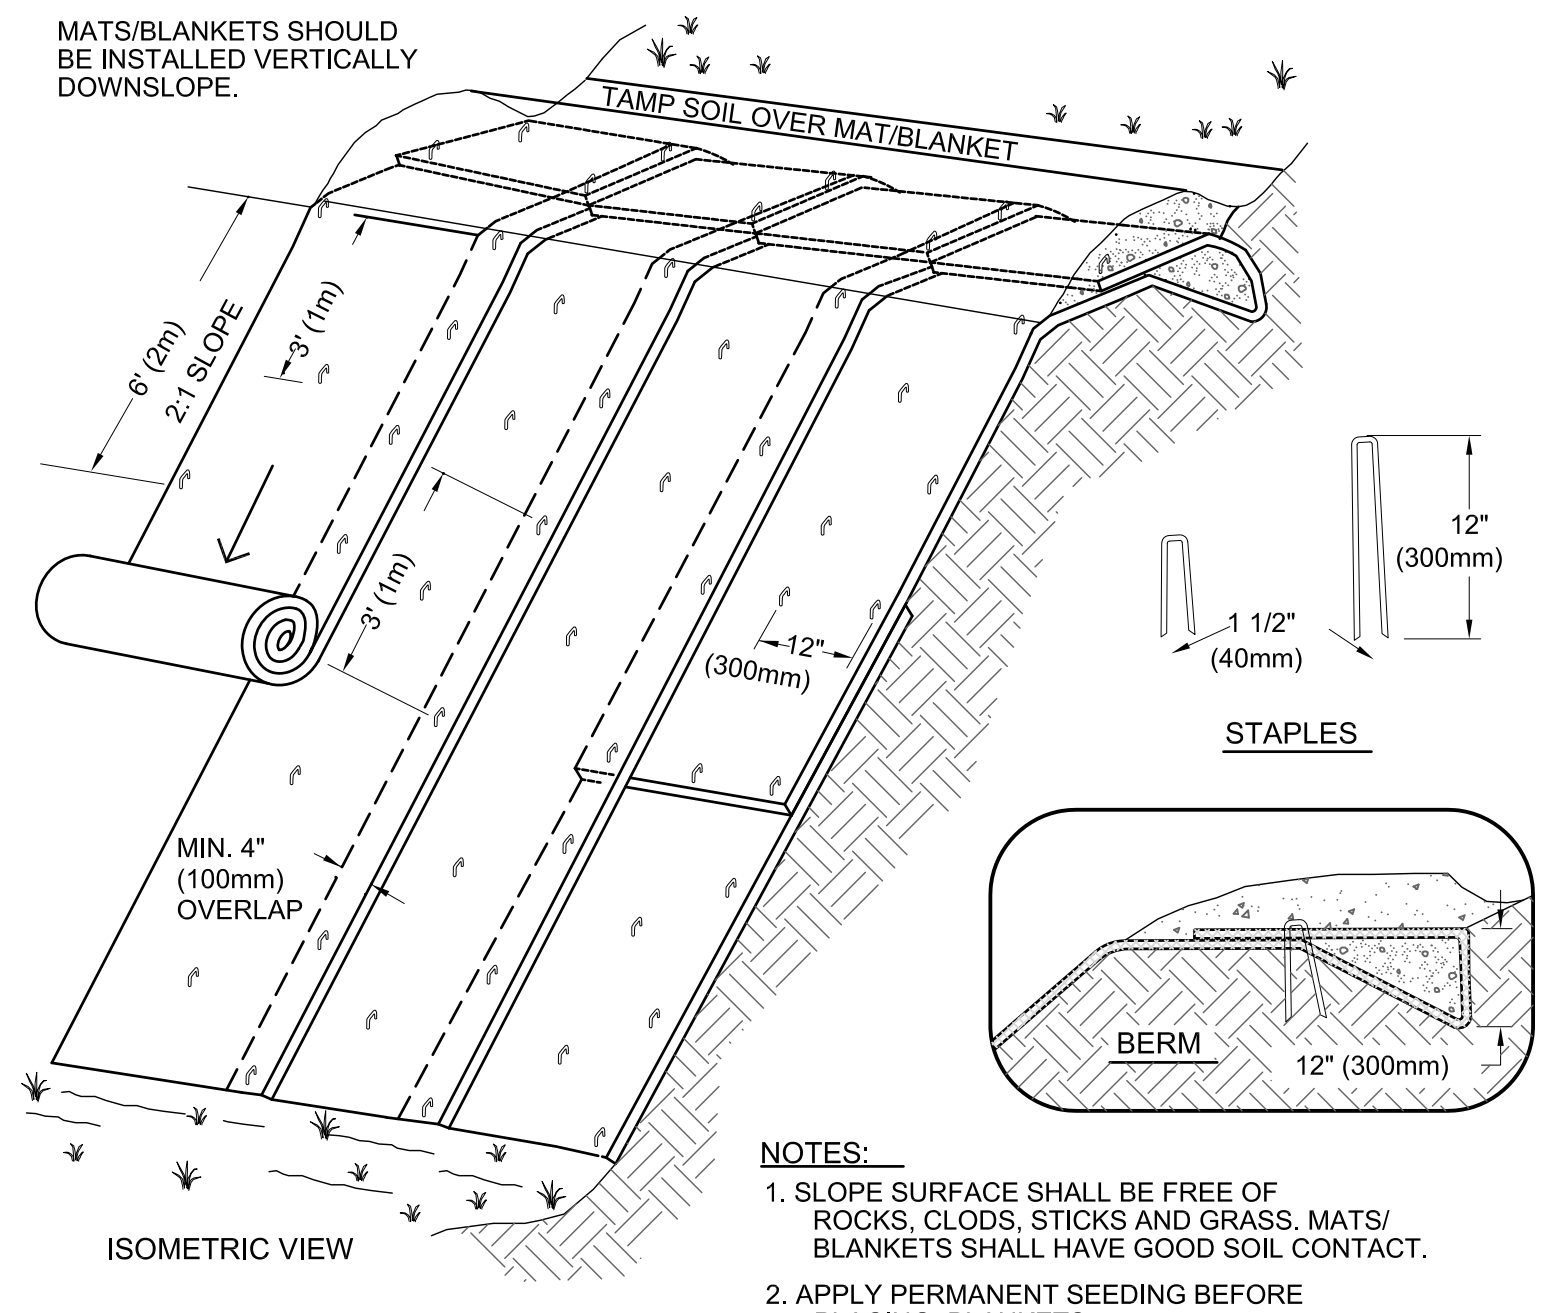 MATS/BLANKETS SHOULD
BE INSTALLED VERTICALLY
DOWNSLOPE.
TAMP SOIL OVER MAT/BLANKET
6' (2m)
2:1 SLOPE
3' (1m)
3' (1m)
12"
(300mm)
MIN. 4"
(100mm)
OVERLAP
ISOMETRIC VIEW
12"
(300mm)
1 1/2"
(40mm)
STAPLES
BERM
12" (300mm)
NOTES:
1. SLOPE SURFACE SHALL BE FREE OF
ROCKS, CLODS, STICKS AND GRASS. MATS/
BLANKETS SHALL HAVE GOOD SOIL CONTACT.
2. APPLY PERMANENT SEEDING BEFORE